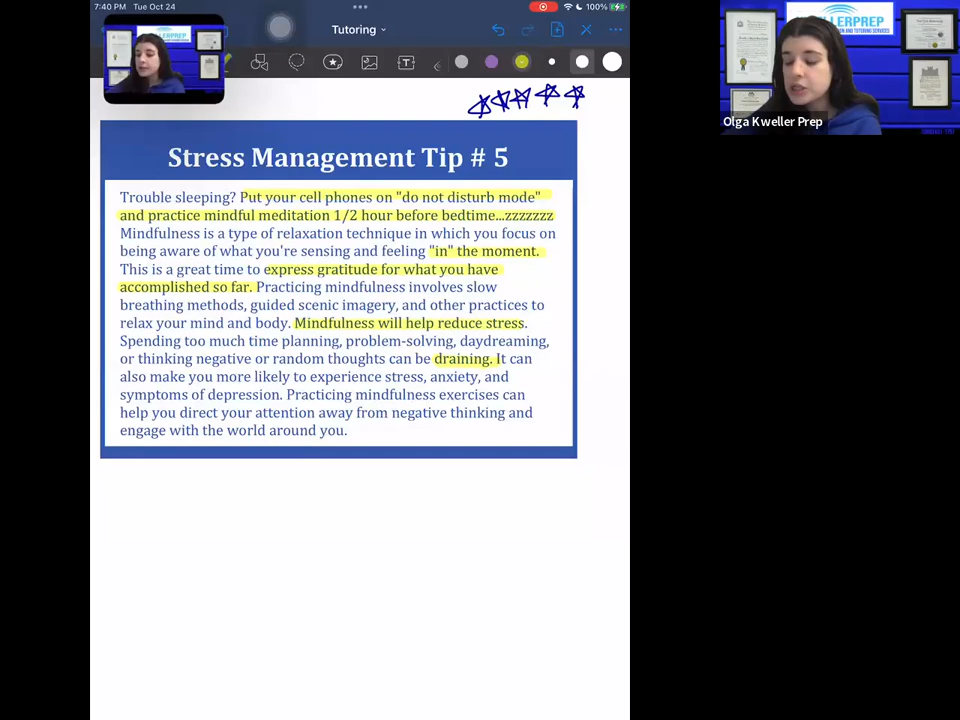 7:40 PM Tue Oct 24
100%
Tutoring
Stress Management Tip # 5
Trouble sleeping? Put your cell phones on "do not disturb mode"
and practice mindful meditation 1/2 hour before bedtime...zzzzzzz
Mindfulness is a type of relaxation technique in which you focus on
being aware of what you're sensing and feeling "in" the moment.
This is a great time to express gratitude for what you have
accomplished so far. Practicing mindfulness involves slow
breathing methods, guided scenic imagery, and other practices to
relax your mind and body. Mindfulness will help reduce stress.
Spending too much time planning, problem-solving, daydreaming,
or thinking negative or random thoughts can be draining. It can
also make you more likely to experience stress, anxiety, and
symptoms of depression. Practicing mindfulness exercises can
help you direct your attention away from negative thinking and
engage with the world around you.
LLERPREP
ON AND TUTORING SERVICES
Olga Kweller Prep